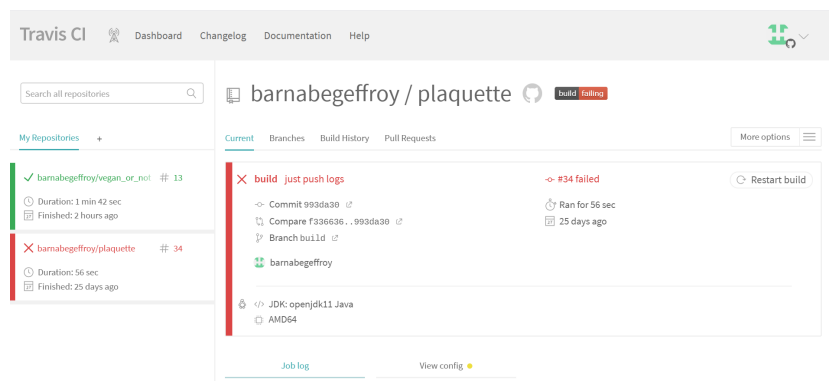 Travis CI Dashboard Changelog Documentation Help
Search all repositories
My Repositories +
barnabegeffroy/vegan_or_not # 13
Duration: 1 min 42 sec
Finished: 2 hours ago
barnabegeffroy/plaquette # 34
Duration: 56 sec
Finished: 25 days ago
barnabegeffroy / plaquette build failing
Current Branches Build History Pull Requests More options
build just push logs #34 failed Restart build
Commit 993da30 Ran for 56 sec
Compare f336636..993da30 25 days ago
Branch build
barnabegeffroy
JDK: openjdk11 Java
AMD64
Job log View config